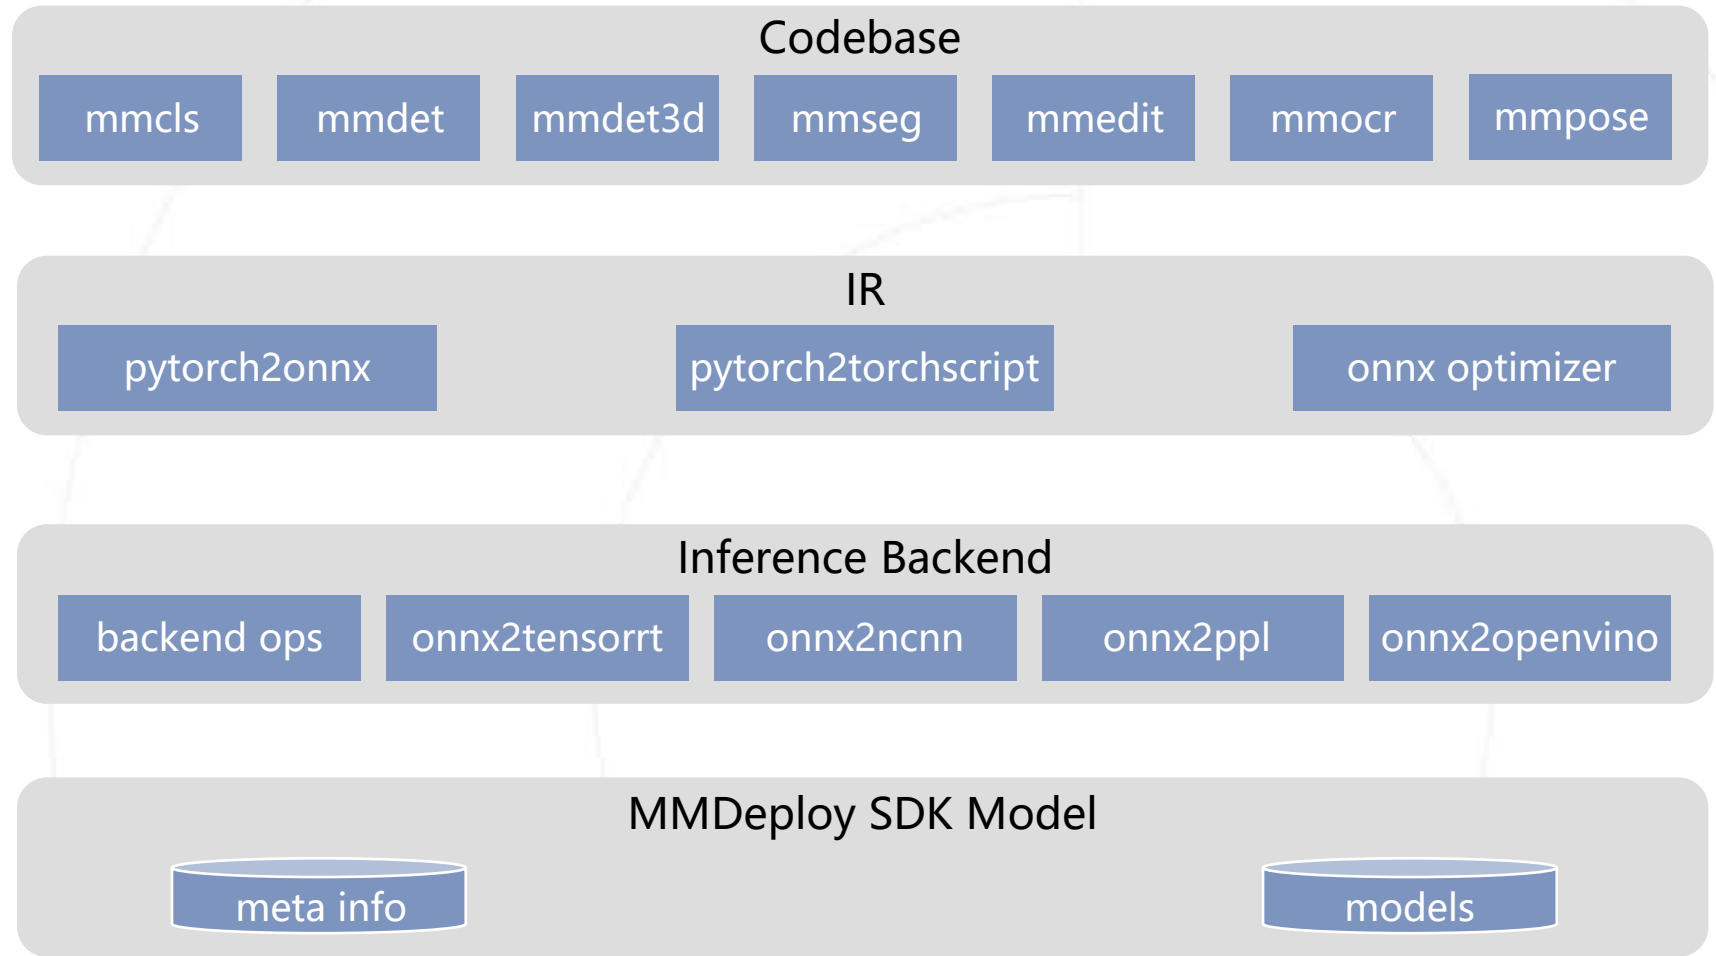 Codebase
mmcls mmdet mmdet3d mmseg mmedit mmocr mmpose
IR
pytorch2onnx pytorch2torchscript onnx optimizer
Inference Backend
backend ops onnx2tensorrt onnx2ncnn onnx2ppl onnx2openvino
MMDeploy SDK Model
meta info models